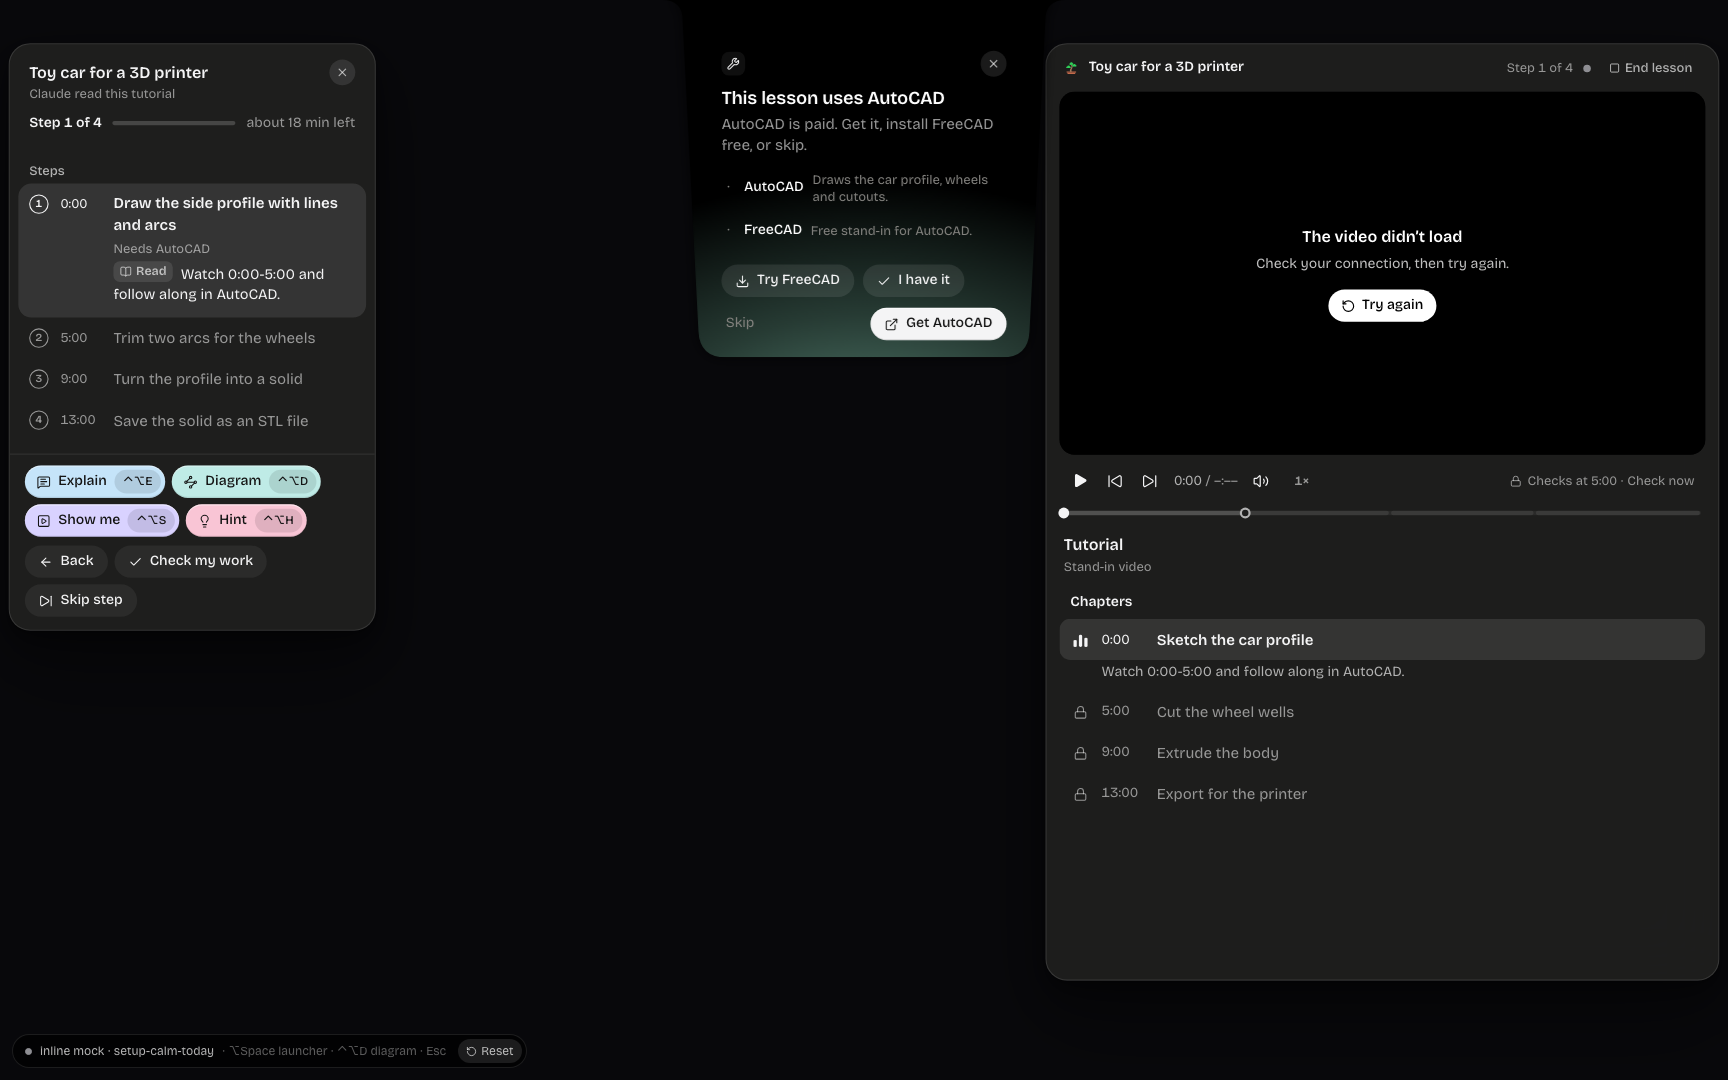 Toy car for a 3D printer
Claude read this tutorial
Step 1 of 4 about 18 min left
Steps
1 0:00 Draw the side profile with lines
and arcs
Needs AutoCAD
Read Watch 0:00-5:00 and
follow along in AutoCAD.
2 5:00 Trim two arcs for the wheels
3 9:00 Turn the profile into a solid
4 13:00 Save the solid as an STL file
Explain ^⌥E Diagram ^⌥D
Show me ^⌥S Hint ^⌥H
Back Check my work
Skip step
This lesson uses AutoCAD
AutoCAD is paid. Get it, install FreeCAD
free, or skip.
· AutoCAD Draws the car profile, wheels
and cutouts.
· FreeCAD Free stand-in for AutoCAD.
Try FreeCAD I have it
Skip Get AutoCAD
Toy car for a 3D printer Step 1 of 4 End lesson
The video didn’t load
Check your connection, then try again.
Try again
0:00 / –:–– 1× Checks at 5:00 · Check now
Tutorial
Stand-in video
Chapters
0:00 Sketch the car profile
Watch 0:00-5:00 and follow along in AutoCAD.
5:00 Cut the wheel wells
9:00 Extrude the body
13:00 Export for the printer
inline mock · setup-calm-today · ⌥Space launcher · ^⌥D diagram · Esc Reset